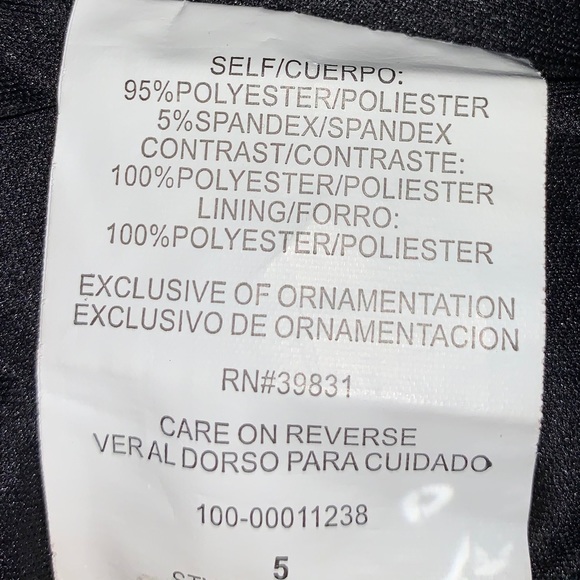 SELF/CUERPO:
95%POLYESTER/POLIESTER
5%SPANDEX/SPANDEX
CONTRAST/CONTRASTE:
100%POLYESTER/POLIESTER
LINING/FORRO:
100%POLYESTER/POLIESTER
EXCLUSIVE OF ORNAMENTATION
EXCLUSIVO DE ORNAMENTACION
RN#39831
CARE ON REVERSE
VER AL DORSO PARA CUIDADO
100-00011238
5